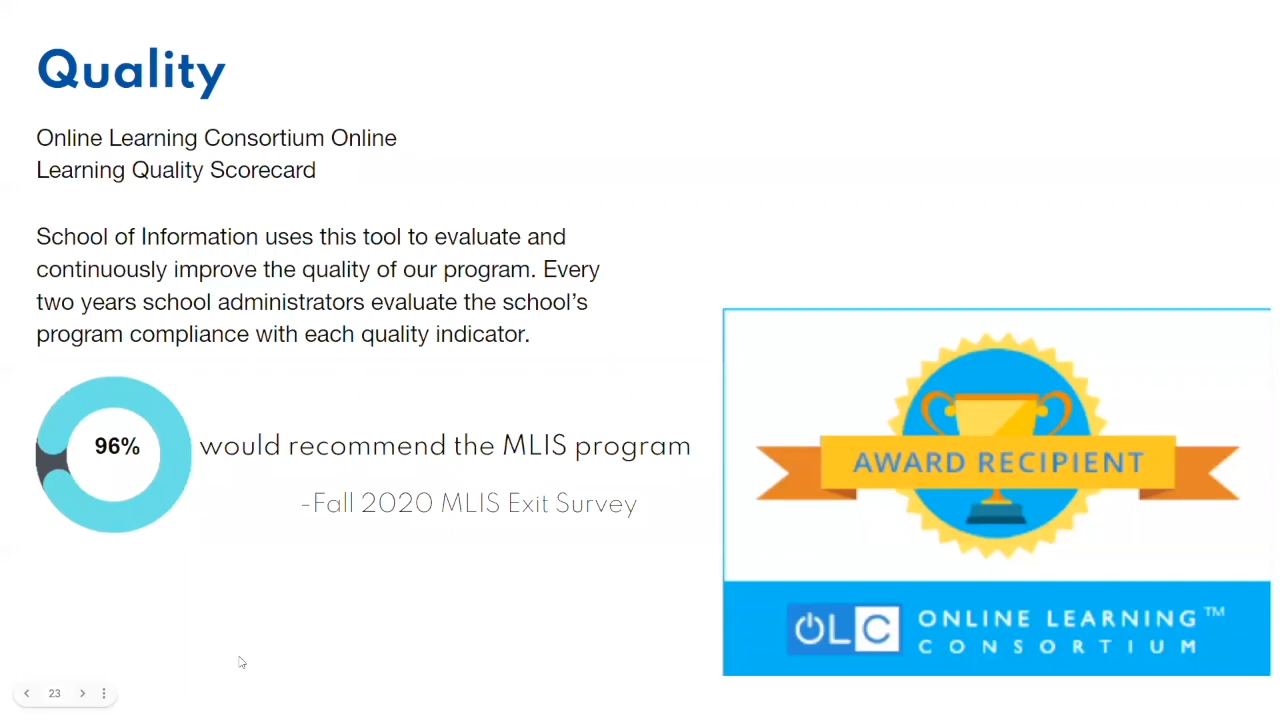 Quality
Online Learning Consortium Online
Learning Quality Scorecard
School of Information uses this tool to evaluate and
continuously improve the quality of our program. Every
two years school administrators evaluate the school's
program compliance with each quality indicator.
96%
would recommend the MLIS program
-Fall 2020 MLIS Exit Survey
AWARD RECIPIENT
OLC
ONLINE LEARNING™
CONSORTIUM
23